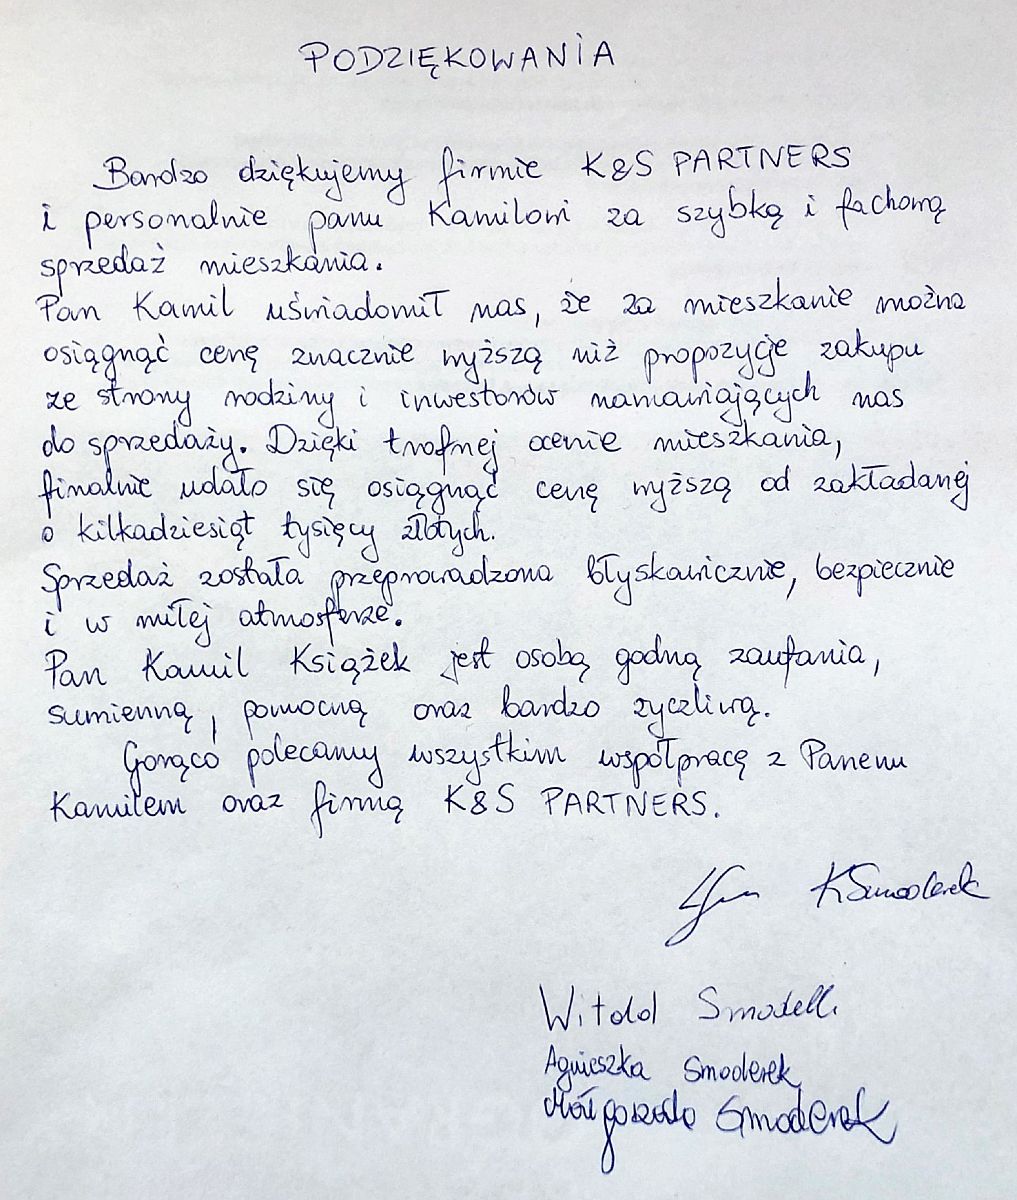 PODZIĘKOWANIA
Bardzo dziękujemy firmie K&S PARTNERS
i personalnie panu Kamilowi za szybką i fachową
sprzedaż mieszkania.
Pan Kamil uświadomił nas, że za mieszkanie można
osiągnąć cenę znacznie wyższą niż propozycje zakupu
ze strony rodziny i inwestorów namawiających nas
do sprzedaży. Dzięki trafnej ocenie mieszkania,
finalnie udało się osiągnąć cenę wyższą od zakładanej
o kilkadziesiąt tysięcy złotych.
Sprzedaż została przeprowadzona błyskawicznie, bezpiecznie
i w miłej atmosferze.
Pan Kamil Książek jest osobą godną zaufania,
sumienną, pomocną oraz bardzo życzliwą.
Gorąco polecamy wszystkim współpracę z Panem
Kamilem oraz firmą K&S PARTNERS.
KSmoderek
Witold
Agnieszka Smoderek
Małgorzata Smoderek